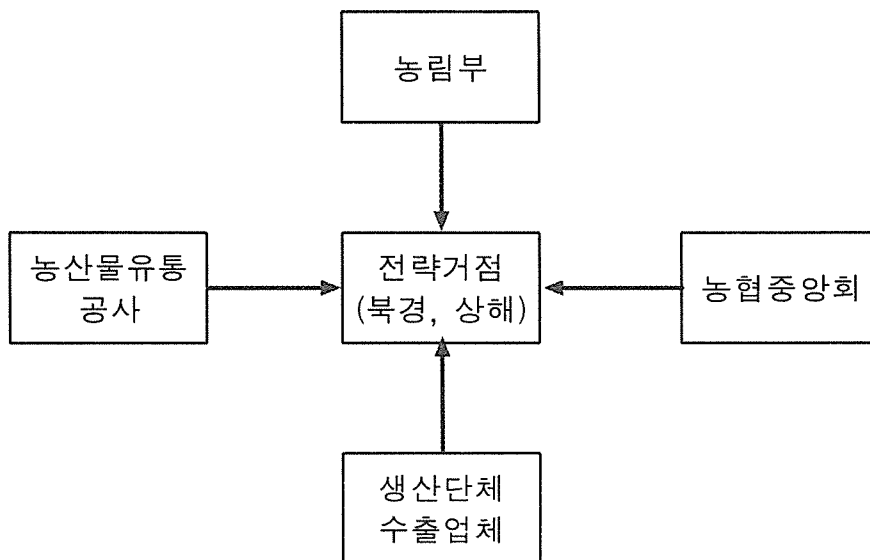 농림부
농산물유통
공사
전략거점
(북경, 상해)
농협중앙회
생산단체
수출업체